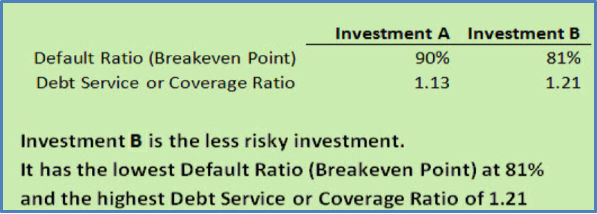 Investment A Investment B
Default Ratio (Breakeven Point) 90% 81%
Debt Service or Coverage Ratio 1.13 1.21
Investment B is the less risky investment.
It has the lowest Default Ratio (Breakeven Point) at 81%
and the highest Debt Service or Coverage Ratio of 1.21